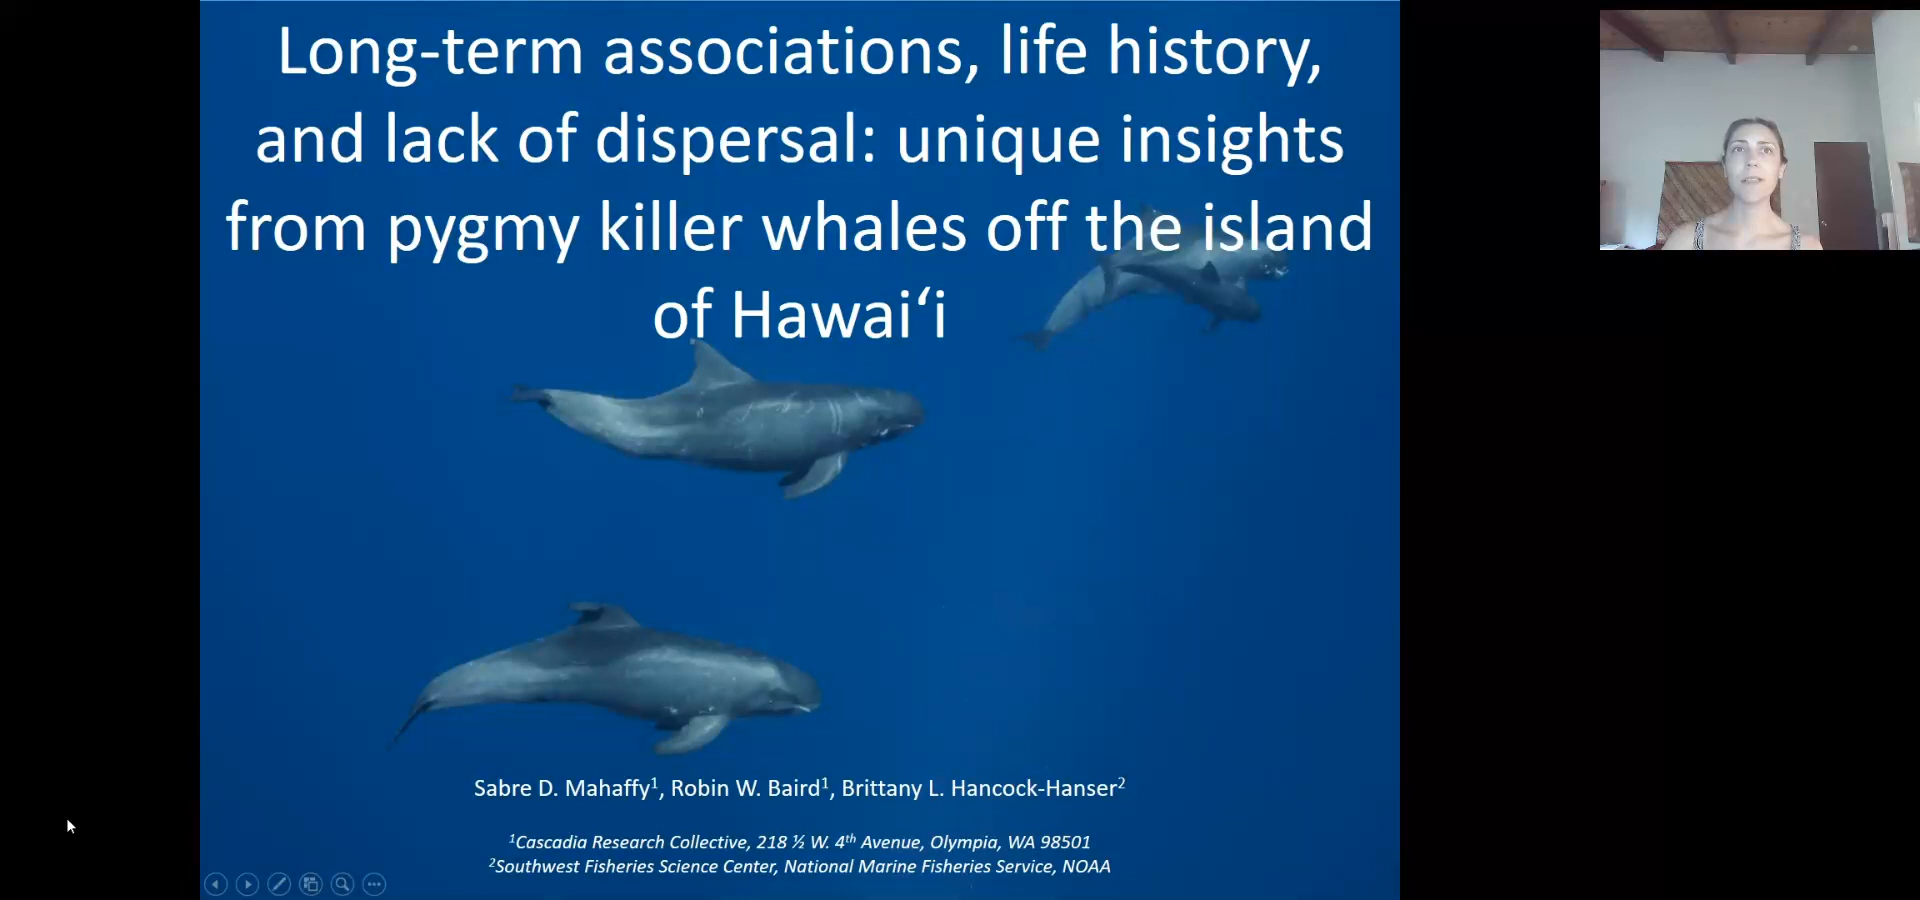 Long-term associations, life history,
and lack of dispersal: unique insights
from pygmy killer whales off the island
of Hawaiʻi
Sabre D. Mahaffy¹, Robin W. Baird¹, Brittany L. Hancock-Hanser²
¹Cascadia Research Collective, 218 ½ W. 4ᵗʰ Avenue, Olympia, WA 98501
²Southwest Fisheries Science Center, National Marine Fisheries Service, NOAA